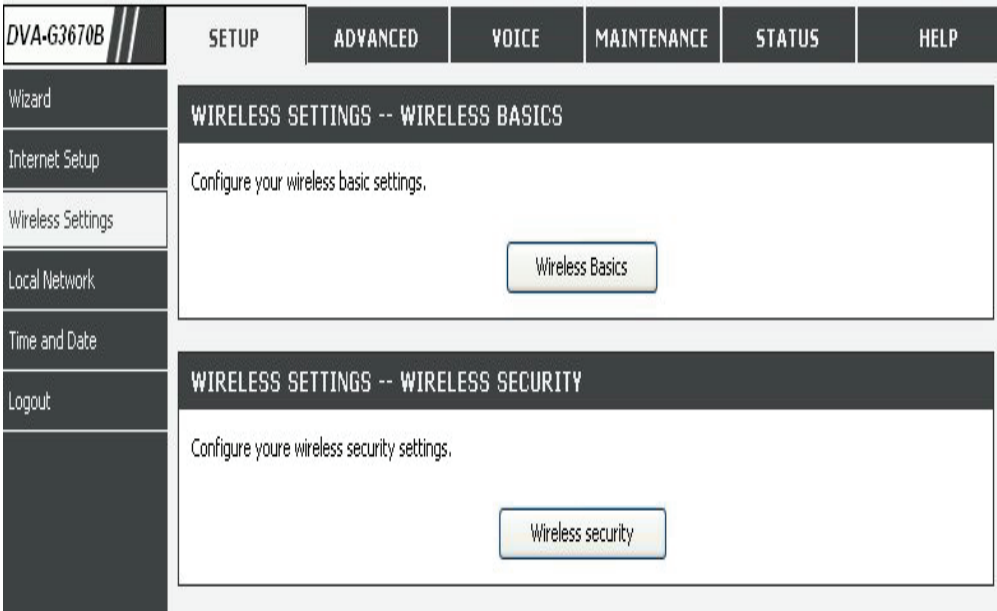 DVA-G3670B
SETUP
ADVANCED
VOICE
MAINTENANCE
STATUS
HELP
Wizard
Internet Setup
Wireless Settings
Local Network
Time and Date
Logout
WIRELESS SETTINGS -- WIRELESS BASICS
Configure your wireless basic settings.
Wireless Basics
WIRELESS SETTINGS -- WIRELESS SECURITY
Configure youre wireless security settings.
Wireless security